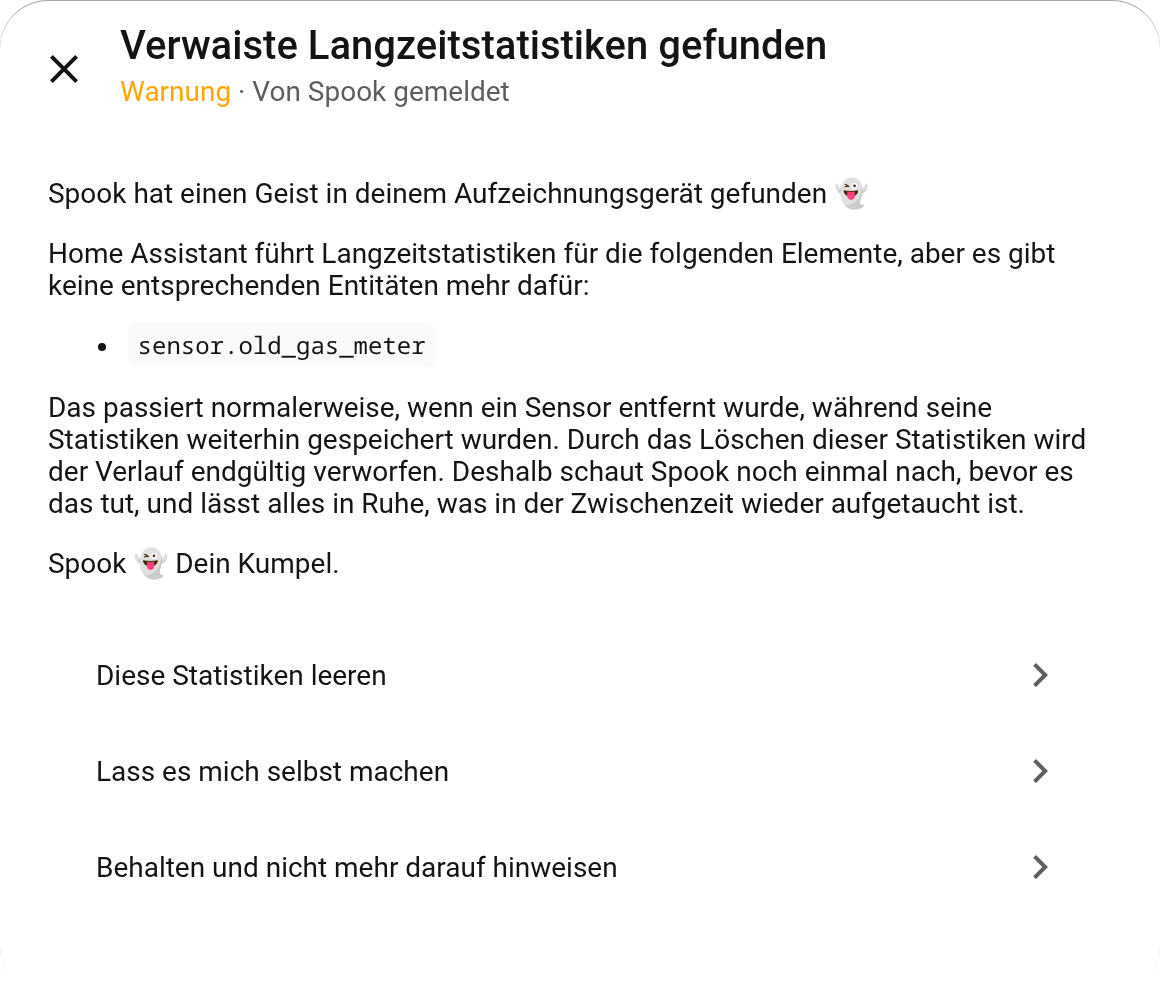 Verwaiste Langzeitstatistiken gefunden
Warnung · Von Spook gemeldet
Spook hat einen Geist in deinem Aufzeichnungsgerät gefunden 👻
Home Assistant führt Langzeitstatistiken für die folgenden Elemente, aber es gibt
keine entsprechenden Entitäten mehr dafür:
• sensor.old_gas_meter
Das passiert normalerweise, wenn ein Sensor entfernt wurde, während seine
Statistiken weiterhin gespeichert wurden. Durch das Löschen dieser Statistiken wird
der Verlauf endgültig verworfen. Deshalb schaut Spook noch einmal nach, bevor es
das tut, und lässt alles in Ruhe, was in der Zwischenzeit wieder aufgetaucht ist.
Spook 👻 Dein Kumpel.
Diese Statistiken leeren
Lass es mich selbst machen
Behalten und nicht mehr darauf hinweisen